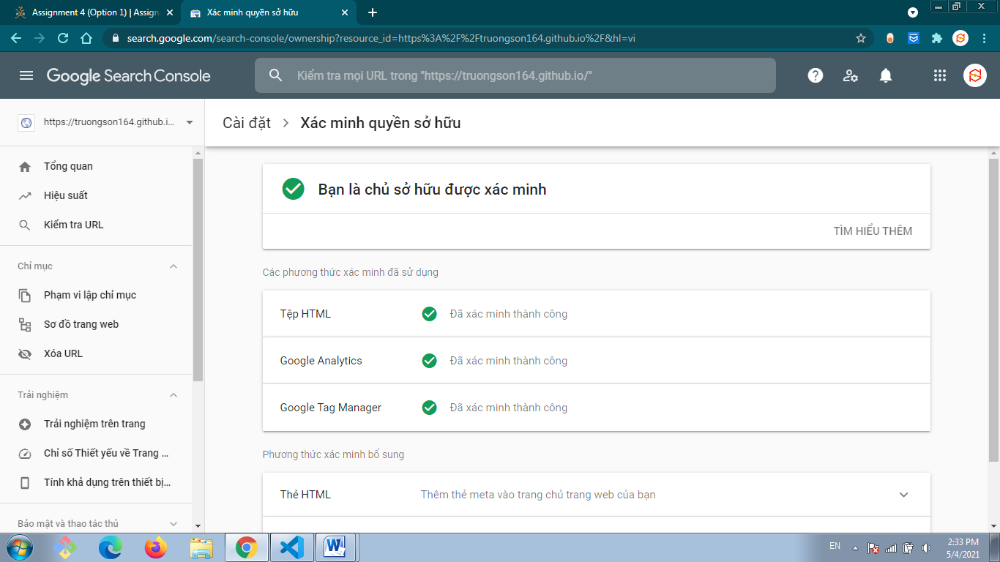 Assignment 4 (Option 1) | Assign
Xác minh quyền sở hữu
search.google.com/search-console/ownership?resource_id=https%3A%2F%2Ftruongson164.github.io%2F&hl=vi
Google Search Console
Kiểm tra mọi URL trong "https://truongson164.github.io/"
https://truongson164.github.i...
Cài đặt > Xác minh quyền sở hữu
Tổng quan
Hiệu suất
Kiểm tra URL
Chỉ mục
Phạm vi lập chỉ mục
Sơ đồ trang web
Xóa URL
Trải nghiệm
Trải nghiệm trên trang
Chỉ số Thiết yếu về Trang ...
Tính khả dụng trên thiết bị...
Bảo mật và thao tác thủ
Bạn là chủ sở hữu được xác minh
TÌM HIỂU THÊM
Các phương thức xác minh đã sử dụng
Tệp HTML Đã xác minh thành công
Google Analytics Đã xác minh thành công
Google Tag Manager Đã xác minh thành công
Phương thức xác minh bổ sung
Thẻ HTML Thêm thẻ meta vào trang chủ trang web của bạn
EN
2:33 PM
5/4/2021